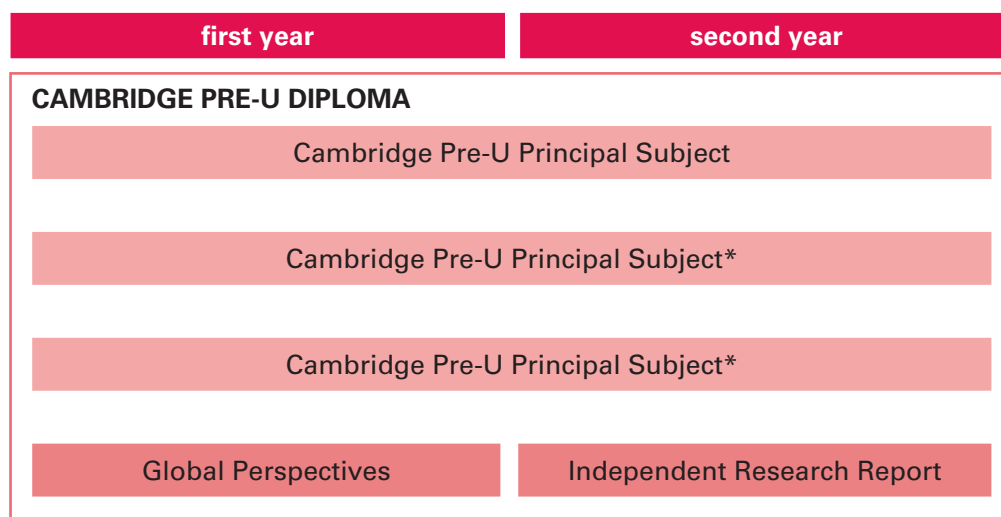 first year
second year
CAMBRIDGE PRE-U DIPLOMA
Cambridge Pre-U Principal Subject
Cambridge Pre-U Principal Subject*
Cambridge Pre-U Principal Subject*
Global Perspectives
Independent Research Report